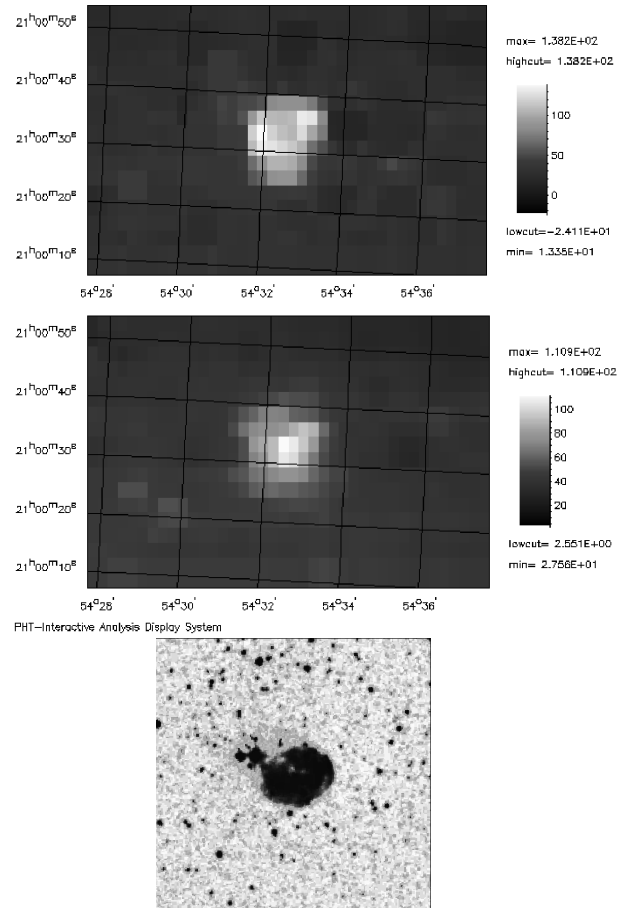 21ʰ00ᵐ50ˢ
21ʰ00ᵐ40ˢ
21ʰ00ᵐ30ˢ
21ʰ00ᵐ20ˢ
21ʰ00ᵐ10ˢ
54°28' 54°30' 54°32' 54°34' 54°36'
max= 1.382E+02
highcut= 1.382E+02
100
50
0
lowcut=-2.411E+01
min= 1.335E+01
21ʰ00ᵐ50ˢ
21ʰ00ᵐ40ˢ
21ʰ00ᵐ30ˢ
21ʰ00ᵐ20ˢ
21ʰ00ᵐ10ˢ
54°28' 54°30' 54°32' 54°34' 54°36'
max= 1.109E+02
highcut= 1.109E+02
100
80
60
40
20
lowcut= 2.551E+00
min= 2.756E+01
PHT-Interactive Analysis Display System